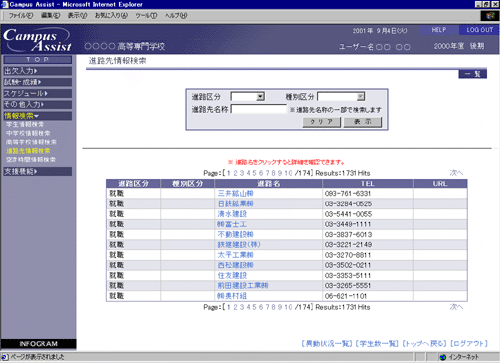 Campus Assist - Microsoft Internet Explorer
ファイル(F) 編集(E) 表示(V) お気に入り(A) ツール(T) ヘルプ(H)
Campus Assist
2001年 9月4日(火)
HELP LOG OUT
○○○○高等専門学校
ユーザー名○○ ○○
2000年度 後期
TOP
出欠入力
試験・成績
スケジュール
その他入力
情報検索
学生情報検索
中学校情報検索
高等学校情報検索
進路先情報検索
空き時間情報検索
支援機能
INFOGRAM
進路先情報検索
一覧
進路区分 種別区分
進路先名称 ※進路先名称の一部で検索します
クリア 表示
※ 進路名をクリックすると詳細を確認できます。
Page:[ 1 2 3 4 5 6 7 8 9 10 /174] Results:1731Hits 次へ
進路区分 種別区分 進路名 TEL URL
就職 三井鉱山㈱ 093-761-6331
就職 日鉄鉱業㈱ 03-3284-0525
就職 清水建設 03-5441-0055
就職 ㈱富士工 03-3449-1111
就職 不動建設㈱ 03-3837-6013
就職 鉄建建設(株) 03-3221-2149
就職 太平工業㈱ 03-3270-8811
就職 西松建設㈱ 03-3502-0211
就職 住友建設 03-3353-5111
就職 前田建設工業㈱ 03-3265-5551
就職 ㈱奥村組 06-621-1101
Page:[ 1 2 3 4 5 6 7 8 9 10 /174] Results:1731Hits 次へ
[異動状況一覧] [学生数一覧] [トップへ戻る] [ログアウト]
ページが表示されました
インターネット